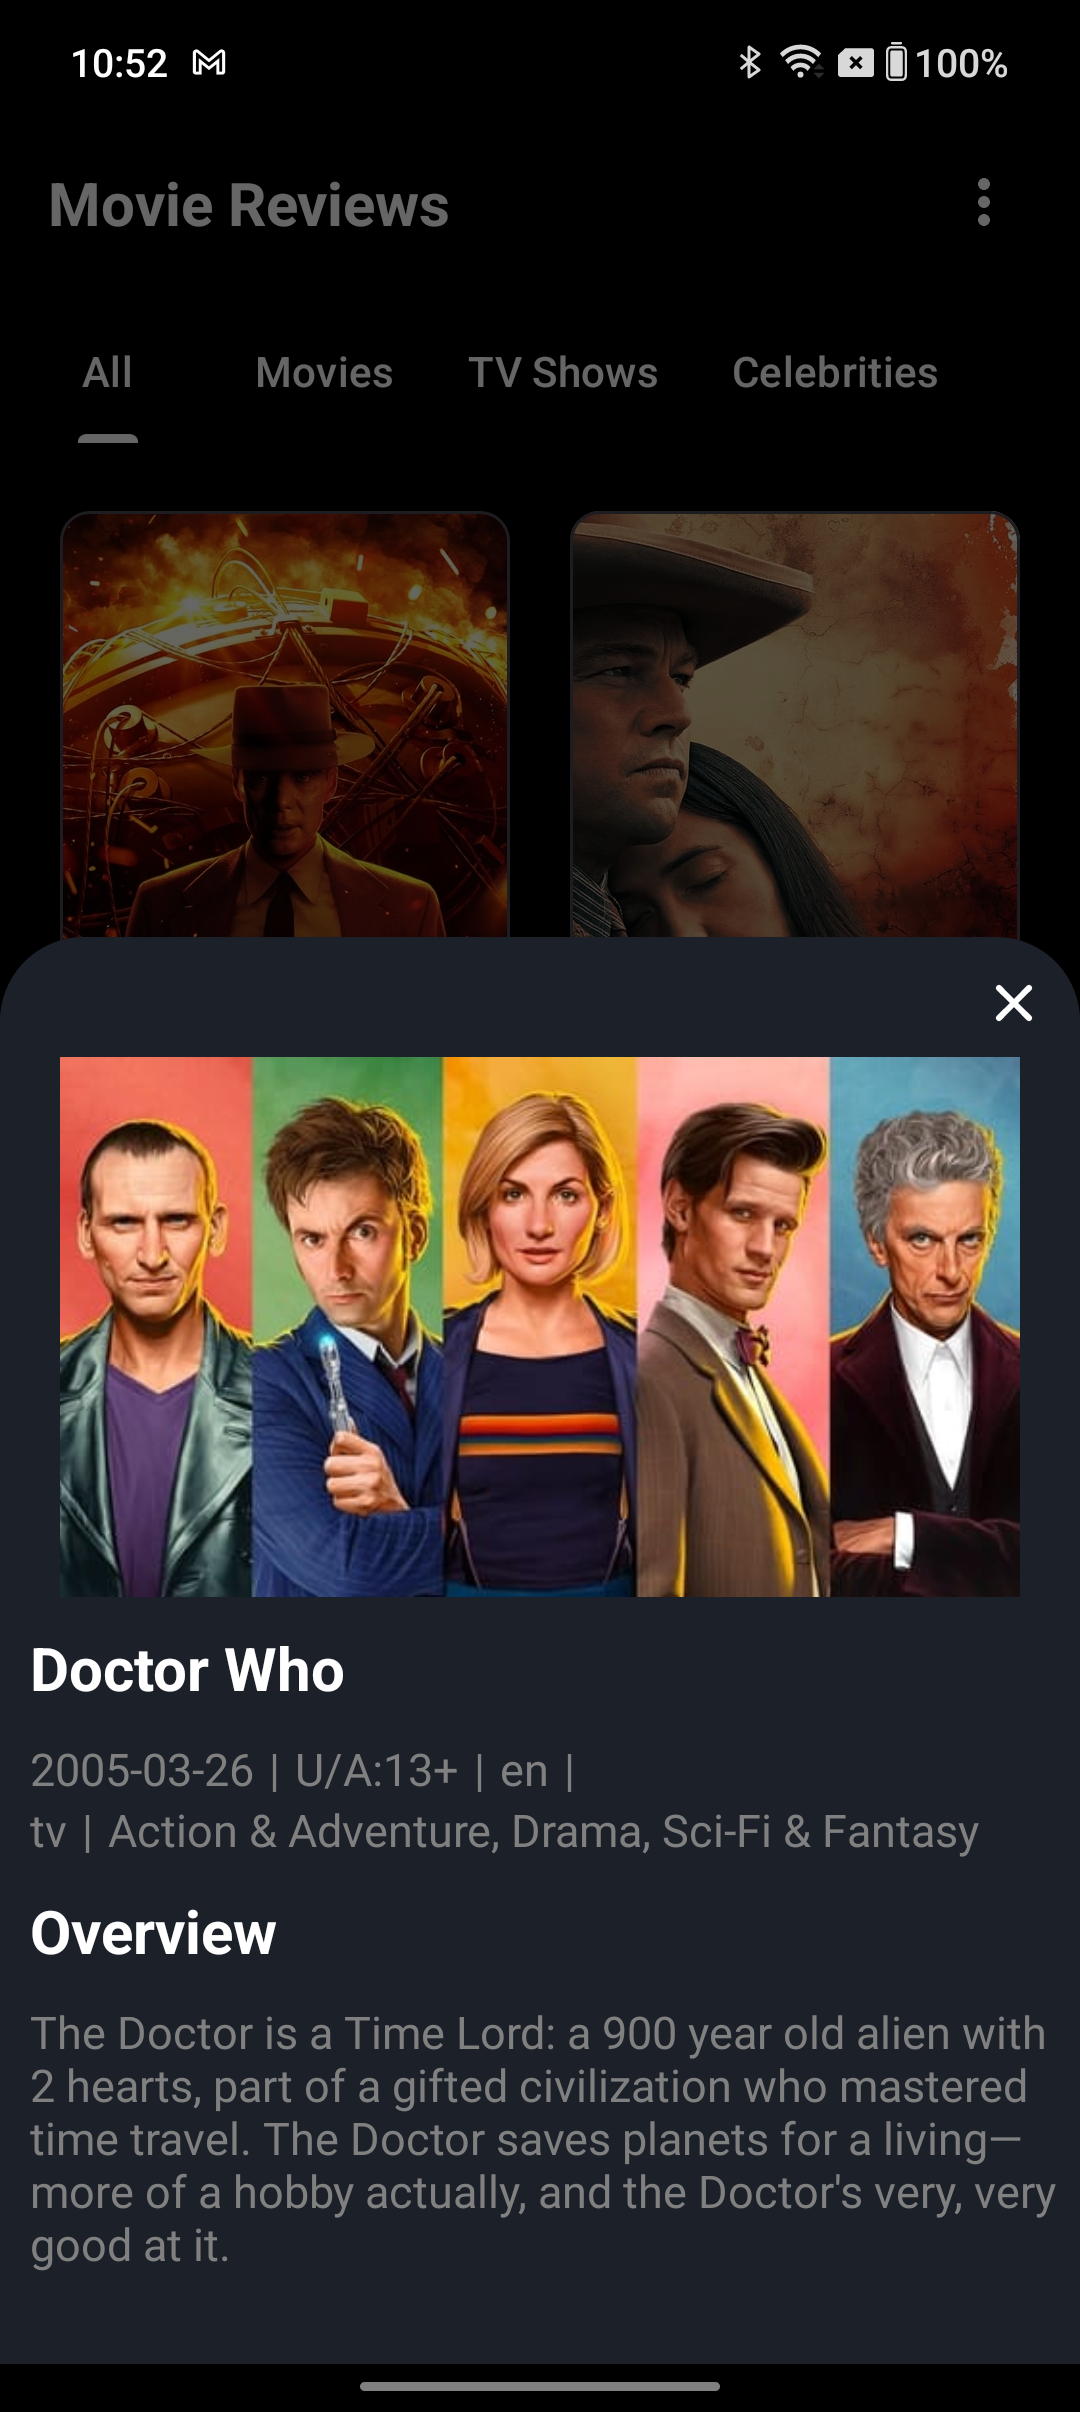 10:52
100%
Movie Reviews
All Movies TV Shows Celebrities
Doctor Who
2005-03-26 | U/A:13+ | en |
tv | Action & Adventure, Drama, Sci-Fi & Fantasy
Overview
The Doctor is a Time Lord: a 900 year old alien with
2 hearts, part of a gifted civilization who mastered
time travel. The Doctor saves planets for a living—
more of a hobby actually, and the Doctor's very, very
good at it.